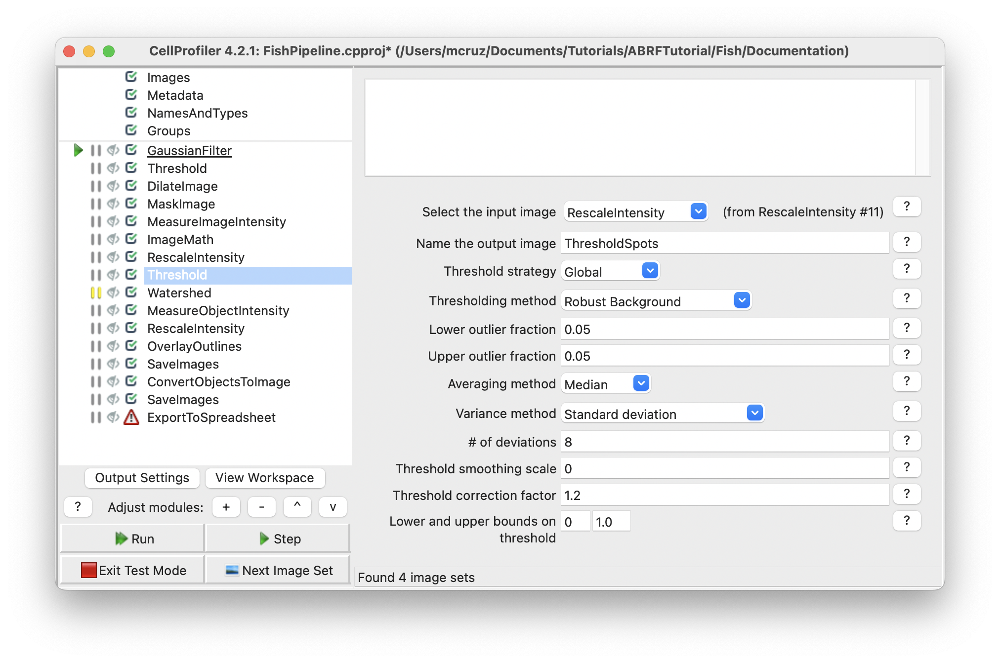 CellProfiler 4.2.1: FishPipeline.cpproj* (/Users/mcruz/Documents/Tutorials/ABRFTutorial/Fish/Documentation)
Images
Metadata
NamesAndTypes
Groups
GaussianFilter
Threshold
DilateImage
MaskImage
MeasureImageIntensity
ImageMath
RescaleIntensity
Threshold
Watershed
MeasureObjectIntensity
RescaleIntensity
OverlayOutlines
SaveImages
ConvertObjectsToImage
SaveImages
ExportToSpreadsheet
Output Settings View Workspace
? Adjust modules: + - ^ v
Run Step
Exit Test Mode Next Image Set
Select the input image RescaleIntensity (from RescaleIntensity #11) ?
Name the output image ThresholdSpots ?
Threshold strategy Global ?
Thresholding method Robust Background ?
Lower outlier fraction 0.05 ?
Upper outlier fraction 0.05 ?
Averaging method Median ?
Variance method Standard deviation ?
# of deviations 8 ?
Threshold smoothing scale 0 ?
Threshold correction factor 1.2 ?
Lower and upper bounds on 0 1.0 ?
threshold
Found 4 image sets